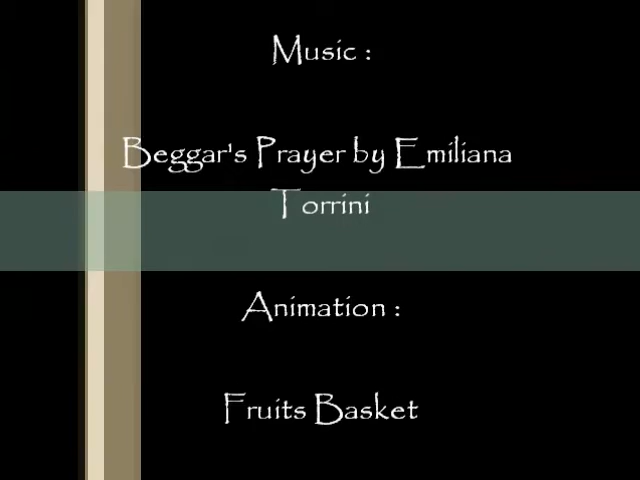 Music :
Beggar's Prayer by Emiliana
Torrini
Animation :
Fruits Basket